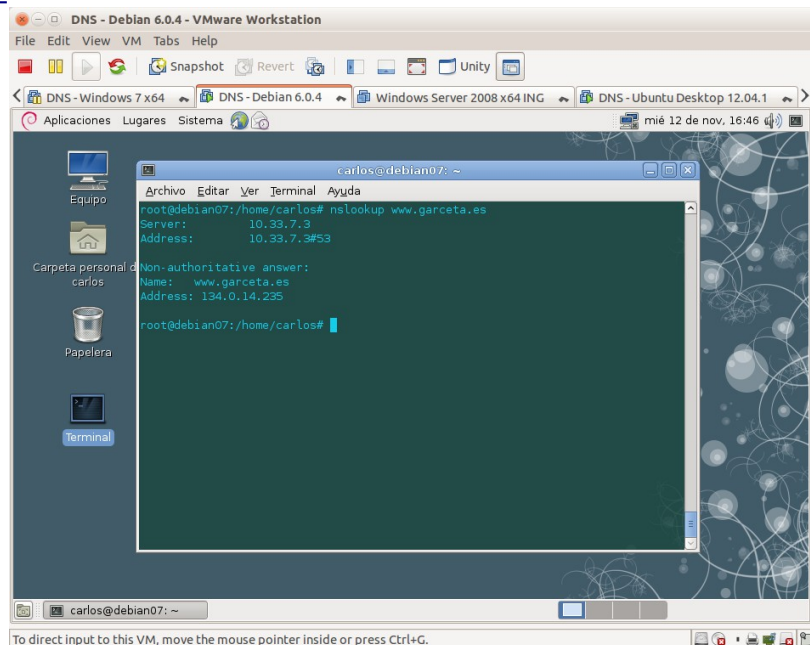 DNS - Debian 6.0.4 - VMware Workstation
File Edit View VM Tabs Help
Snapshot Revert Unity
DNS - Windows 7 x64 DNS - Debian 6.0.4 Windows Server 2008 x64 ING DNS - Ubuntu Desktop 12.04.1
Aplicaciones Lugares Sistema mié 12 de nov, 16:46
Equipo
Carpeta personal d
carlos
Papelera
Terminal
carlos@debian07: ~
Archivo Editar Ver Terminal Ayuda
root@debian07:/home/carlos# nslookup www.garceta.es
Server: 10.33.7.3
Address: 10.33.7.3#53
Non-authoritative answer:
Name: www.garceta.es
Address: 134.0.14.235
root@debian07:/home/carlos#
carlos@debian07: ~
To direct input to this VM, move the mouse pointer inside or press Ctrl+G.